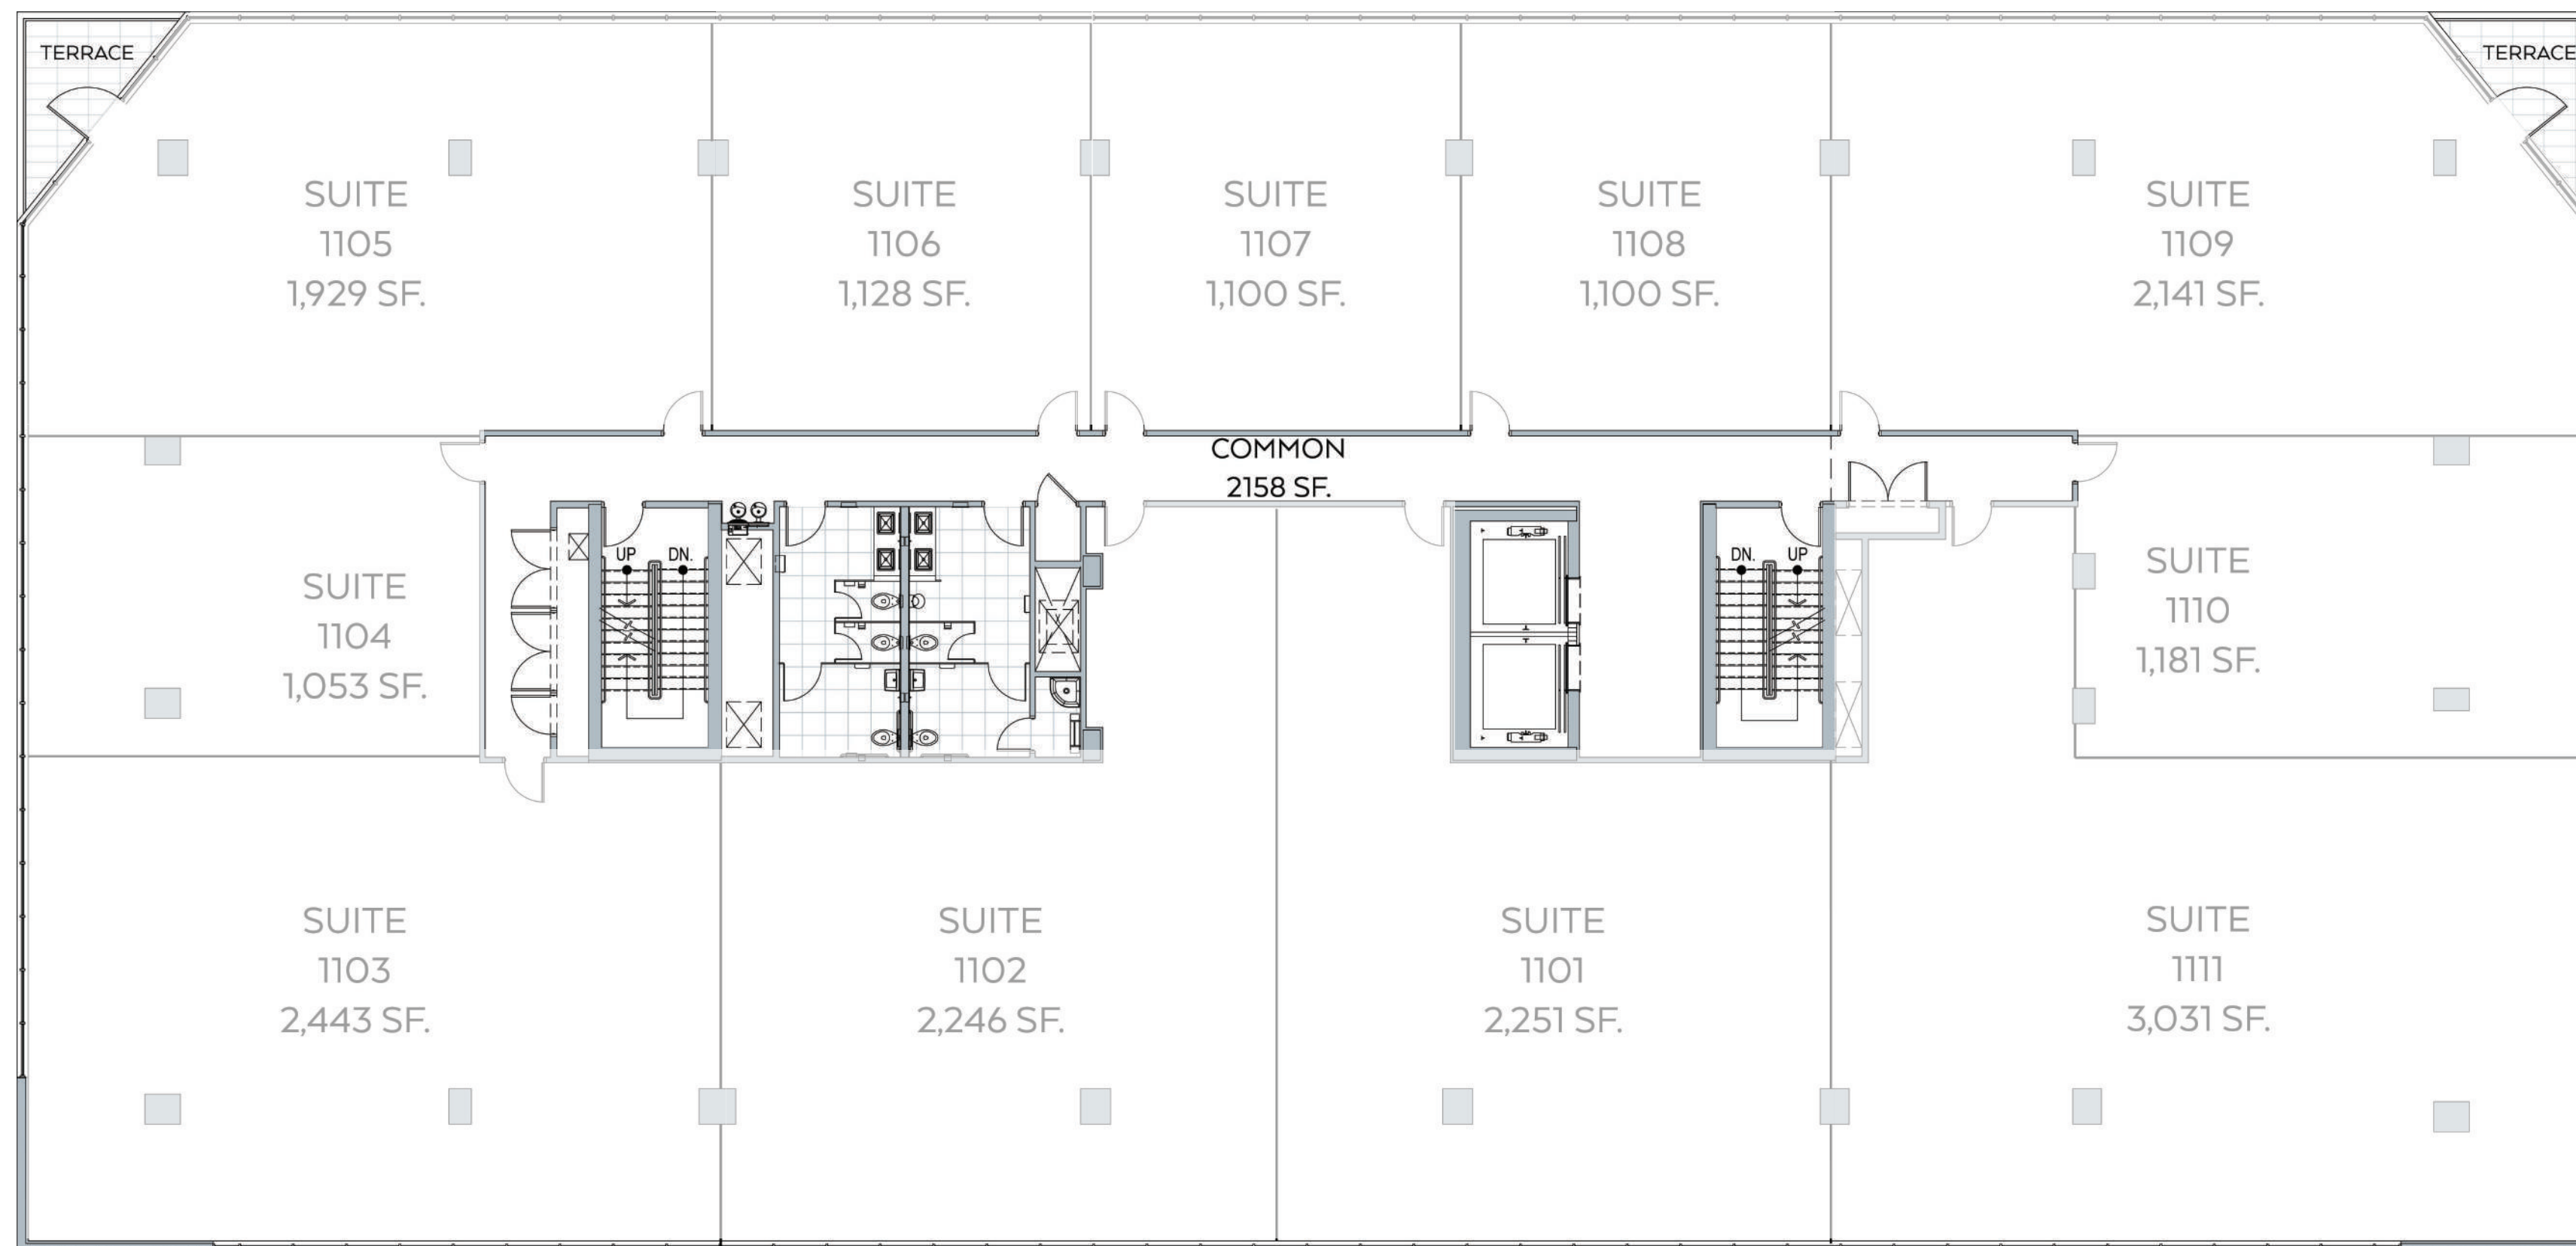 TERRACE
TERRACE
SUITE
1105
1,929 SF.
SUITE
1106
1,128 SF.
SUITE
1107
1,100 SF.
SUITE
1108
1,100 SF.
SUITE
1109
2,141 SF.
COMMON
2158 SF.
UP
DN.
DN.
UP
SUITE
1104
1,053 SF.
SUITE
1110
1,181 SF.
SUITE
1103
2,443 SF.
SUITE
1102
2,246 SF.
SUITE
1101
2,251 SF.
SUITE
1111
3,031 SF.